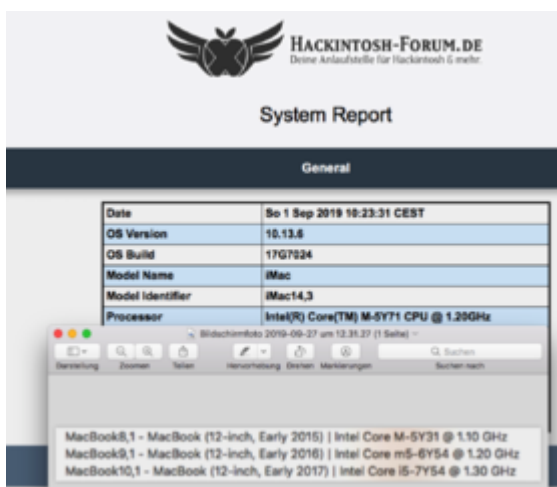 HACKINTOSH-FORUM.DE
Deine Anlaufstelle für Hackintosh & mehr.
System Report
General
Date So 1 Sep 2019 10:23:31 CEST
OS Version 10.13.6
OS Build 17G7024
Model Name iMac
Model Identifier iMac14,3
Processor Intel(R) Core(TM) M-5Y71 CPU @ 1.20GHz
Bildschirmfoto 2019-09-27 um 12.31.27 (1 Seite)
Suchen
Darstellung Zoomen Teilen Hervorhebung Drehen Markierungen Suchen nach
MacBook8,1 - MacBook (12-inch, Early 2015) | Intel Core M-5Y31 @ 1.10 GHz
MacBook9,1 - MacBook (12-inch, Early 2016) | Intel Core m5-6Y54 @ 1.20 GHz
MacBook10,1 - MacBook (12-inch, Early 2017) | Intel Core i5-7Y54 @ 1.30 GHz